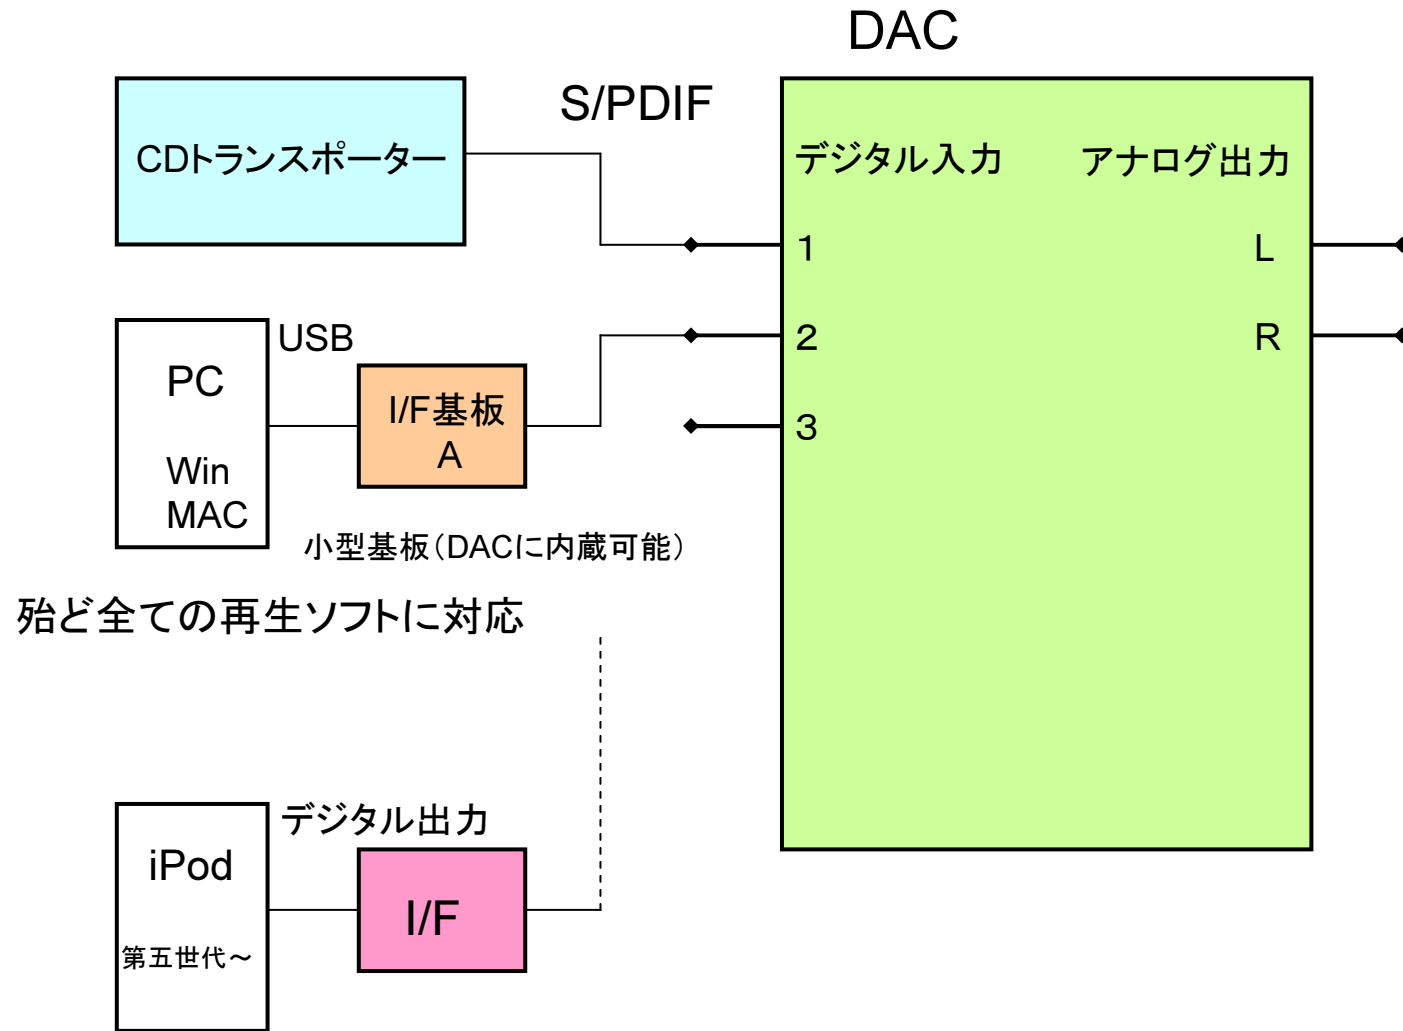 DAC
S/PDIF
CDトランスポーター
デジタル入力
アナログ出力
1
L
USB
2
R
PC
I/F基板
A
3
Win
MAC
小型基板(DACに内蔵可能)
殆ど全ての再生ソフトに対応
デジタル出力
iPod
I/F
第五世代~